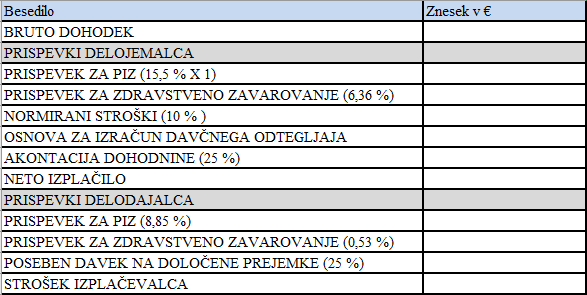 Besedilo Znesek v €
BRUTO DOHODEK
PRISPEVKI DELOJEMALCA
PRISPEVEK ZA PIZ (15,5 % X 1)
PRISPEVEK ZA ZDRAVSTVENO ZAVAROVANJE (6,36 %)
NORMIRANI STROŠKI (10 % )
OSNOVA ZA IZRAČUN DAVČNEGA ODTEGLJAJA
AKONTACIJA DOHODNINE (25 %)
NETO IZPLAČILO
PRISPEVKI DELODAJALCA
PRISPEVEK ZA PIZ (8,85 %)
PRISPEVEK ZA ZDRAVSTVENO ZAVAROVANJE (0,53 %)
POSEBEN DAVEK NA DOLOČENE PREJEMKE (25 %)
STROŠEK IZPLAČEVALCA